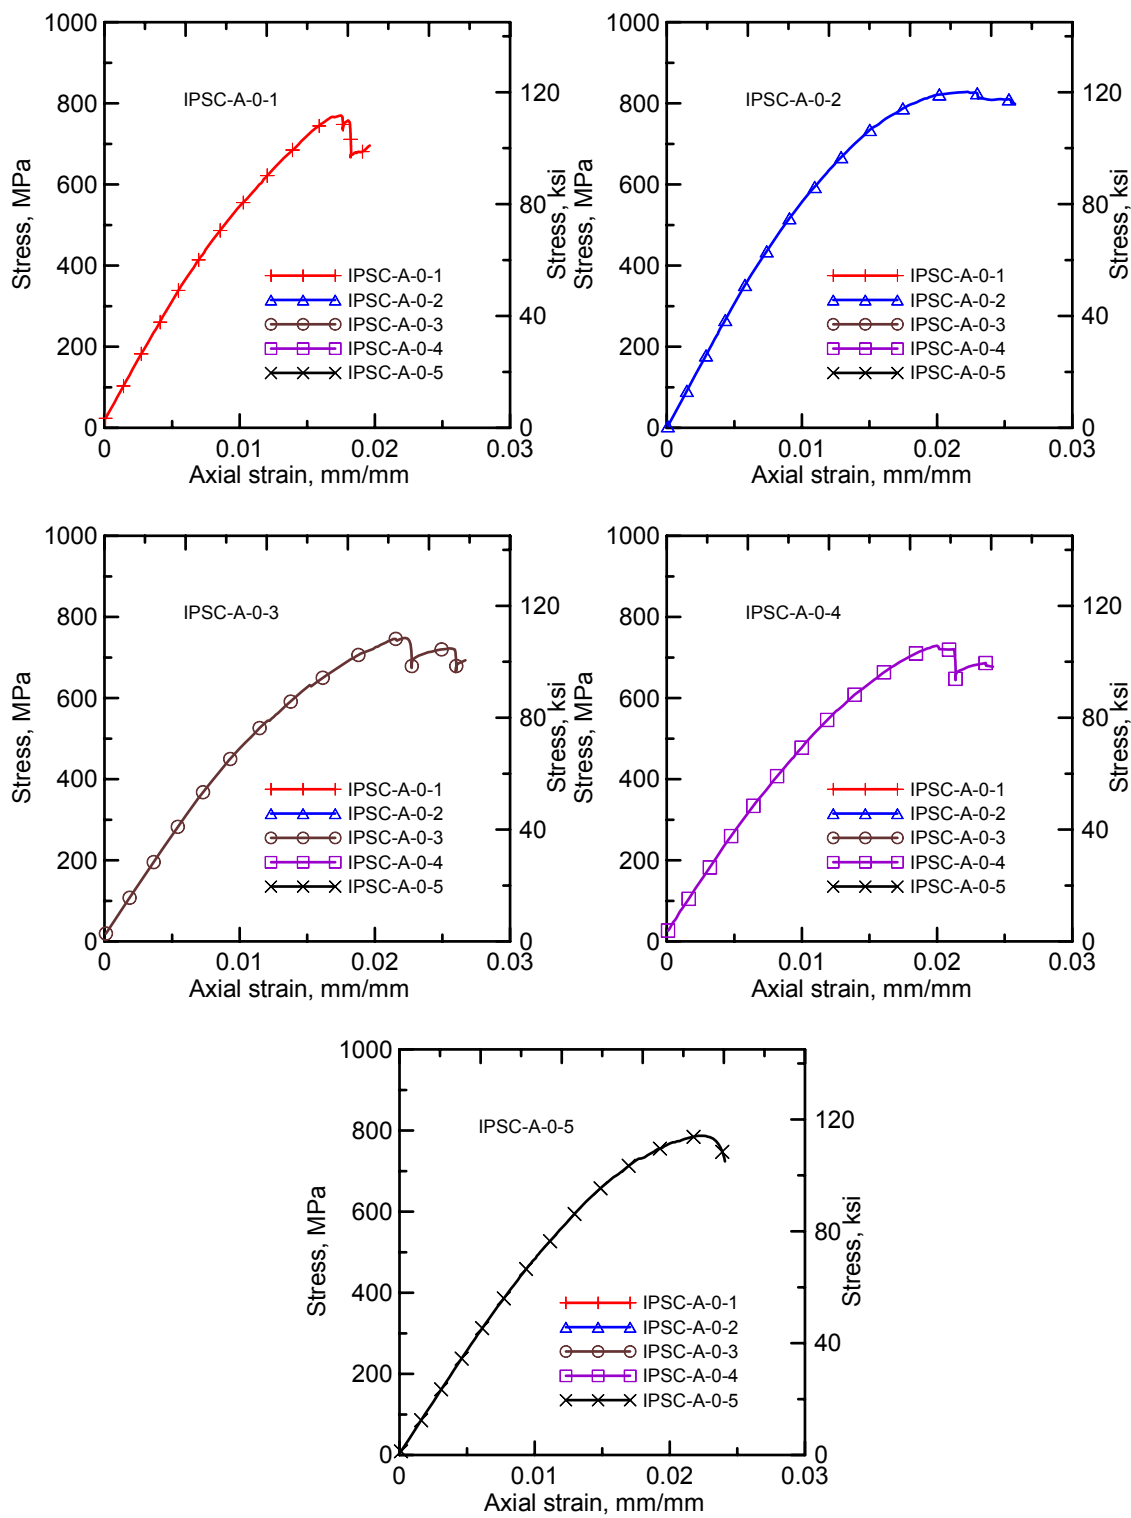 1000
800
600
400
200
0
Stress, MPa
IPSC-A-0-1
120
80
40
0
Stress, ksi
IPSC-A-0-1
IPSC-A-0-2
IPSC-A-0-3
IPSC-A-0-4
IPSC-A-0-5
0 0.01 0.02 0.03
Axial strain, mm/mm
1000
800
600
400
200
0
Stress, MPa
IPSC-A-0-2
120
80
40
0
Stress, ksi
IPSC-A-0-1
IPSC-A-0-2
IPSC-A-0-3
IPSC-A-0-4
IPSC-A-0-5
0 0.01 0.02 0.03
Axial strain, mm/mm
1000
800
600
400
200
0
Stress, MPa
IPSC-A-0-3
120
80
40
0
Stress, ksi
IPSC-A-0-1
IPSC-A-0-2
IPSC-A-0-3
IPSC-A-0-4
IPSC-A-0-5
0 0.01 0.02 0.03
Axial strain, mm/mm
1000
800
600
400
200
0
Stress, MPa
IPSC-A-0-4
120
80
40
0
Stress, ksi
IPSC-A-0-1
IPSC-A-0-2
IPSC-A-0-3
IPSC-A-0-4
IPSC-A-0-5
0 0.01 0.02 0.03
Axial strain, mm/mm
1000
800
600
400
200
0
Stress, MPa
IPSC-A-0-5
120
80
40
0
Stress, ksi
IPSC-A-0-1
IPSC-A-0-2
IPSC-A-0-3
IPSC-A-0-4
IPSC-A-0-5
0 0.01 0.02 0.03
Axial strain, mm/mm